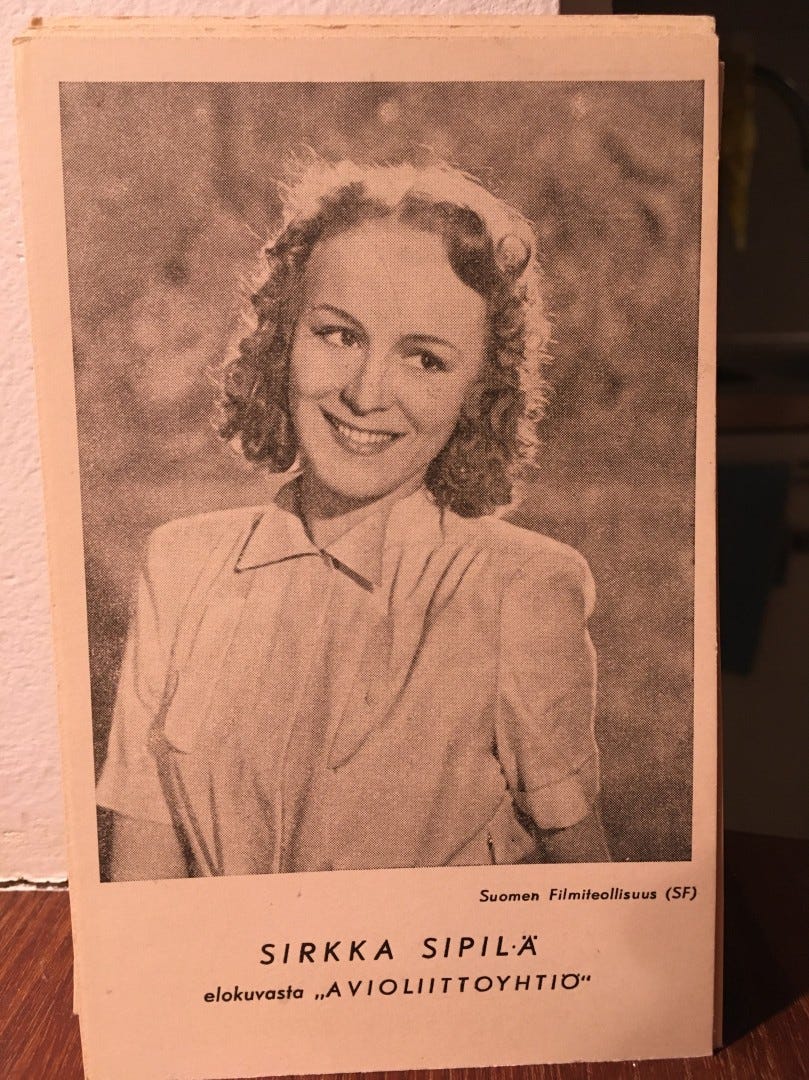 Suomen Filmiteollisuus (SF)
SIRKKA SIPILÄ
elokuvasta „AVIOLIITTOYHTIÖ"